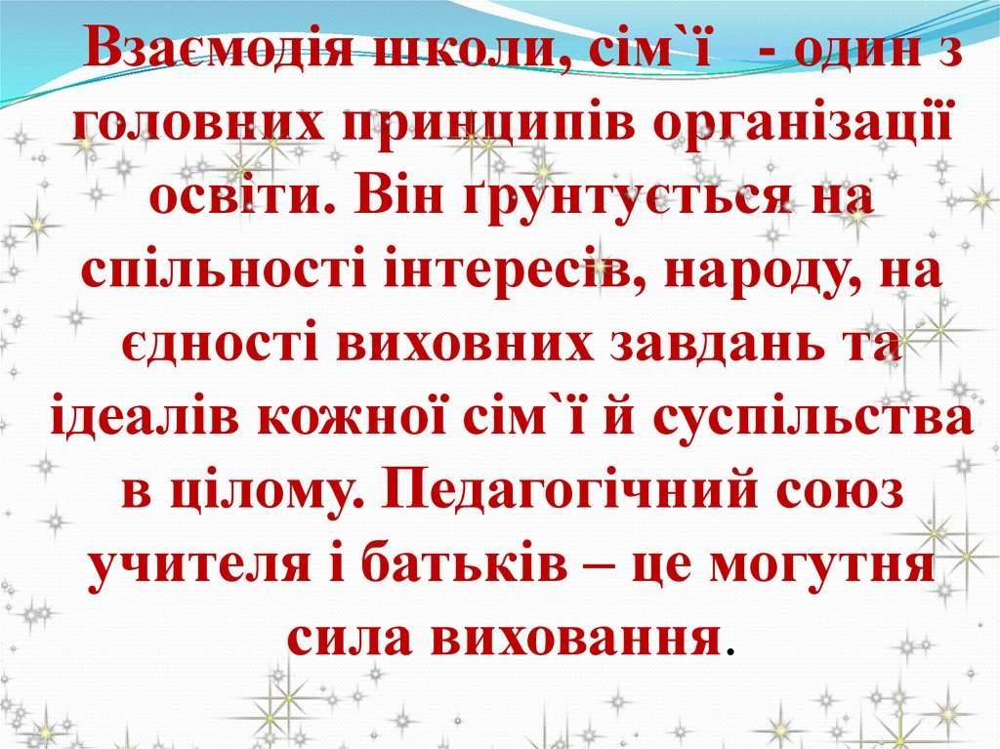 Взаємодія школи, сім`ї - один з
головних принципів організації
освіти. Він ґрунтується на
спільності інтересів, народу, на
єдності виховних завдань та
ідеалів кожної сім`ї й суспільства
в цілому. Педагогічний союз
учителя і батьків – це могутня
сила виховання.